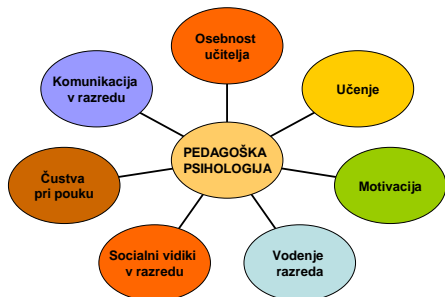 Osebnost
učitelja
Komunikacija
v razredu
Učenje
PEDAGOŠKA
PSIHOLOGIJA
Čustva
pri pouku
Motivacija
Socialni vidiki
v razredu
Vodenje
razreda